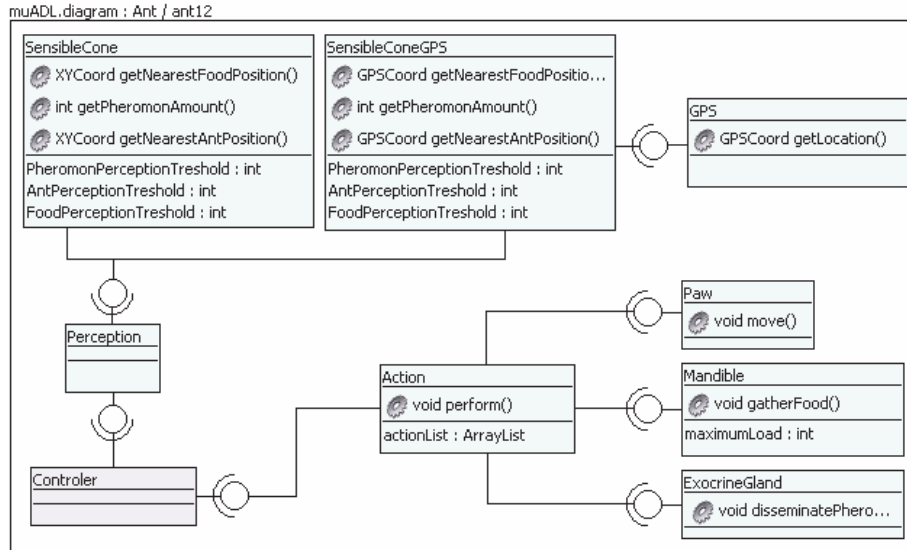 muADL.diagram : Ant / ant12
SensibleCone
XYCoord getNearestFoodPosition()
int getPheromonAmount()
XYCoord getNearestAntPosition()
PheromonPerceptionTreshold : int
AntPerceptionTreshold : int
FoodPerceptionTreshold : int
SensibleConeGPS
GPSCoord getNearestFoodPositio...
int getPheromonAmount()
GPSCoord getNearestAntPosition()
PheromonPerceptionTreshold : int
AntPerceptionTreshold : int
FoodPerceptionTreshold : int
GPS
GPSCoord getLocation()
Perception
Controler
Action
void perform()
actionList : ArrayList
Paw
void move()
Mandible
void gatherFood()
maximumLoad : int
ExocrineGland
void disseminatePhero...